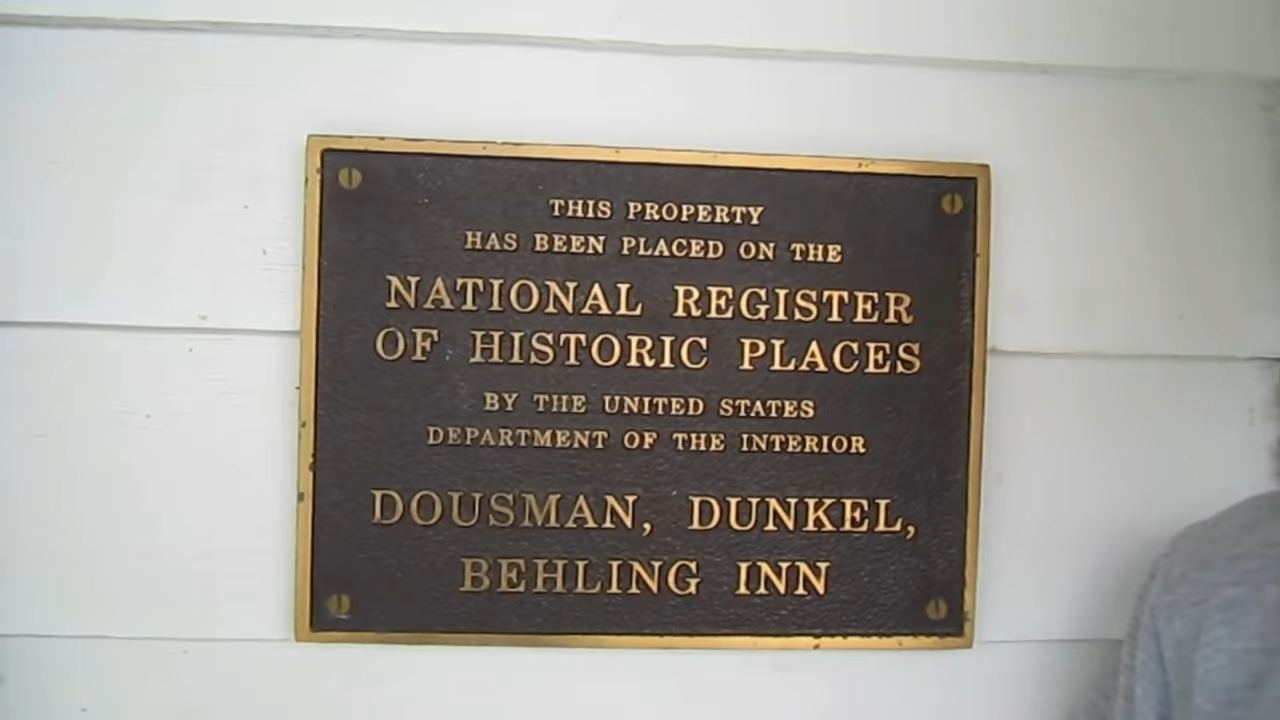 THIS PROPERTY
HAS BEEN PLACED ON THE
NATIONAL REGISTER
OF HISTORIC PLACES
BY THE UNITED STATES
DEPARTMENT OF THE INTERIOR
DOUSMAN, DUNKEL,
BEHLING INN